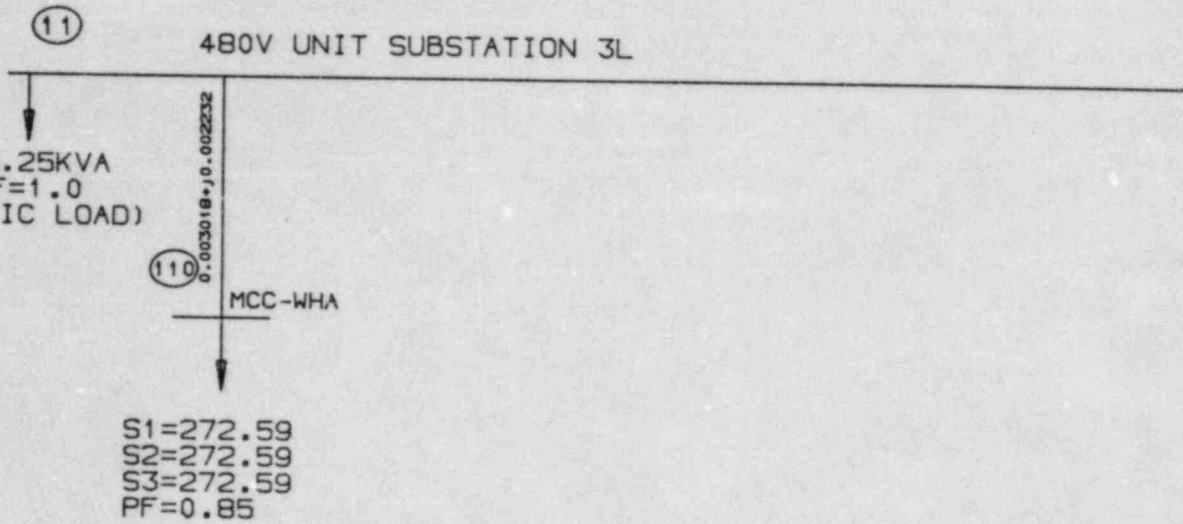 11
480V UNIT SUBSTATION 3L
.25KVA
=1.0
IC LOAD)
0.003018+j0.002232
110
MCC-WHA
S1=272.59
S2=272.59
S3=272.59
PF=0.85